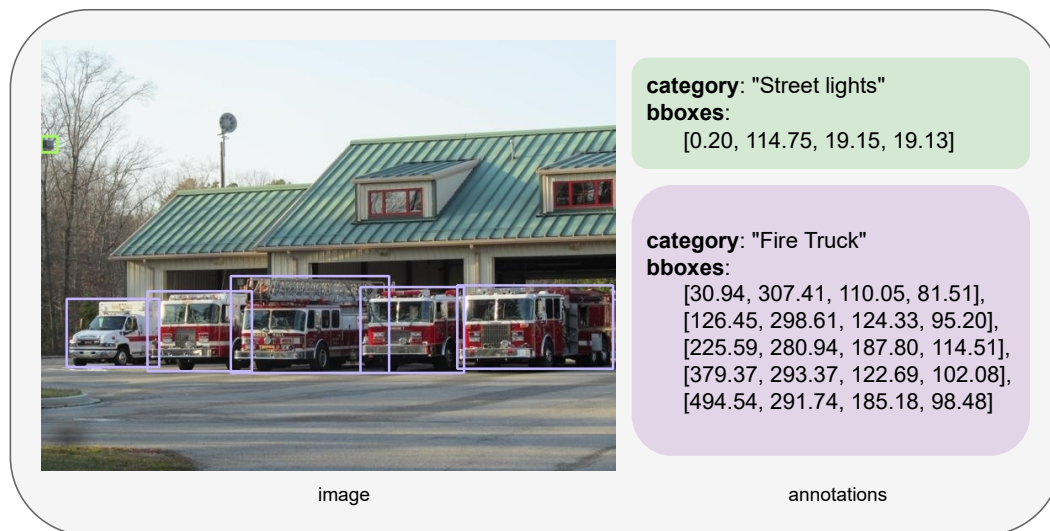 category: "Street lights"
bboxes:
[0.20, 114.75, 19.15, 19.13]
category: "Fire Truck"
bboxes:
[30.94, 307.41, 110.05, 81.51],
[126.45, 298.61, 124.33, 95.20],
[225.59, 280.94, 187.80, 114.51],
[379.37, 293.37, 122.69, 102.08],
[494.54, 291.74, 185.18, 98.48]
image
annotations